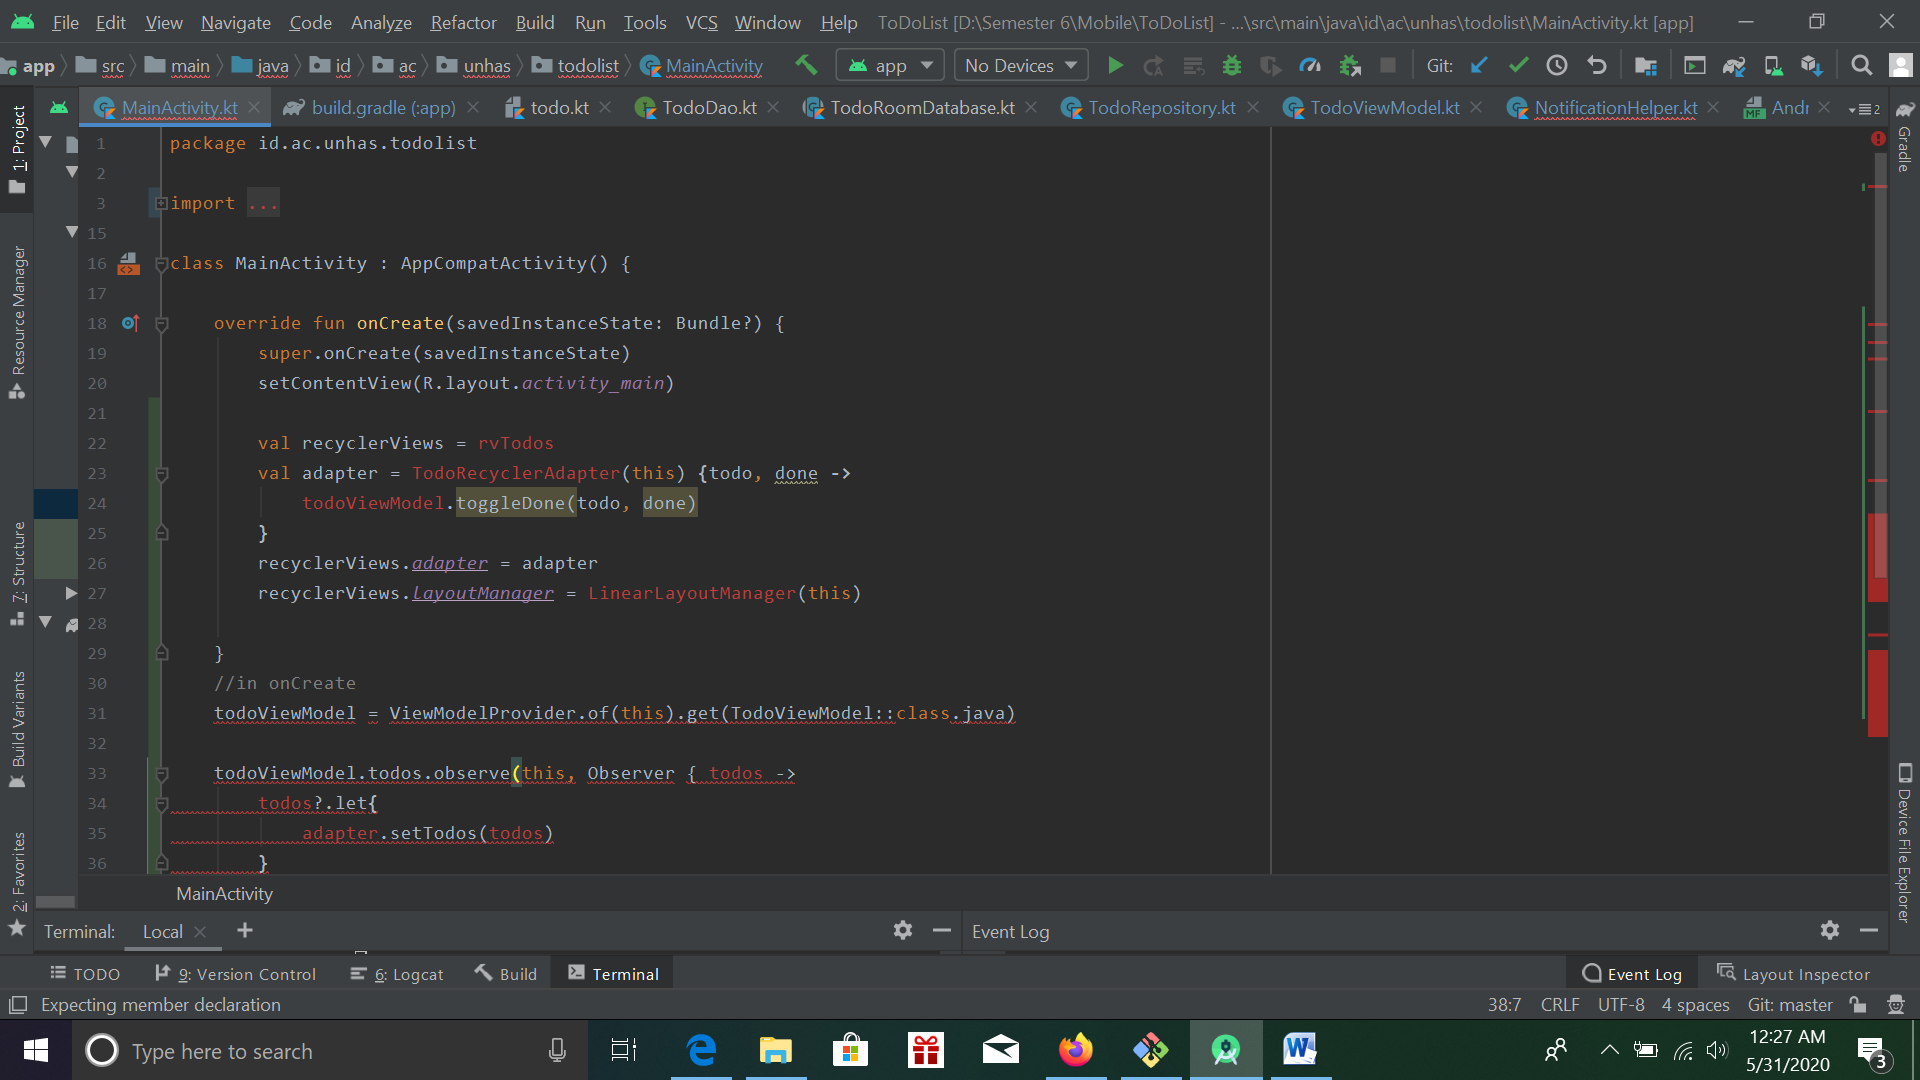 File Edit View Navigate Code Analyze Refactor Build Run Tools VCS Window Help ToDoList [D:\Semester 6\Mobile\ToDoList] - ...\src\main\java\id\ac\unhas\todolist\MainActivity.kt [app]
app src main java id ac unhas todolist MainActivity app No Devices Git:
MainActivity.kt build.gradle (:app) todo.kt TodoDao.kt TodoRoomDatabase.kt TodoRepository.kt TodoViewModel.kt NotificationHelper.kt Andr 2
1: Project
Resource Manager
7: Structure
Build Variants
2: Favorites
1 package id.ac.unhas.todolist
2
3 import ...
15
16 class MainActivity : AppCompatActivity() {
17
18 override fun onCreate(savedInstanceState: Bundle?) {
19 super.onCreate(savedInstanceState)
20 setContentView(R.layout.activity_main)
21
22 val recyclerViews = rvTodos
23 val adapter = TodoRecyclerAdapter(this) {todo, done ->
24 todoViewModel.toggleDone(todo, done)
25 }
26 recyclerViews.adapter = adapter
27 recyclerViews.LayoutManager = LinearLayoutManager(this)
28
29 }
30 //in onCreate
31 todoViewModel = ViewModelProvider.of(this).get(TodoViewModel::class.java)
32
33 todoViewModel.todos.observe(this, Observer { todos ->
34 todos?.let{
35 adapter.setTodos(todos)
36 }
Gradle
Device File Explorer
MainActivity
Terminal: Local + Event Log
TODO 9: Version Control 6: Logcat Build Terminal Event Log Layout Inspector
Expecting member declaration 38:7 CRLF UTF-8 4 spaces Git: master
Type here to search
12:27 AM
5/31/2020
3